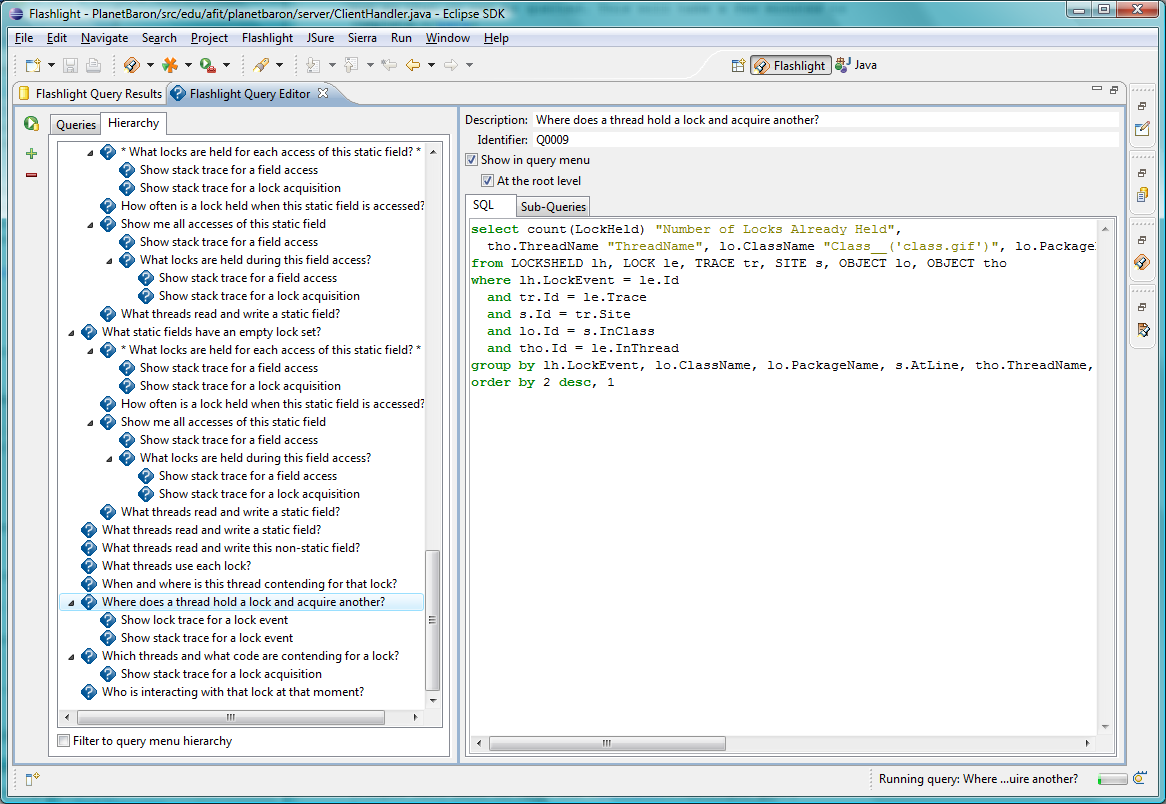 Flashlight - PlanetBaron/src/edu/afit/planetbaron/server/ClientHandler.java - Eclipse SDK
File Edit Navigate Search Project Flashlight JSure Sierra Run Window Help
Flashlight Java
Flashlight Query Results Flashlight Query Editor
Queries Hierarchy
* What locks are held for each access of this static field? *
Show stack trace for a field access
Show stack trace for a lock acquisition
How often is a lock held when this static field is accessed?
Show me all accesses of this static field
Show stack trace for a field access
What locks are held during this field access?
Show stack trace for a field access
Show stack trace for a lock acquisition
What threads read and write a static field?
What static fields have an empty lock set?
* What locks are held for each access of this static field? *
Show stack trace for a field access
Show stack trace for a lock acquisition
How often is a lock held when this static field is accessed?
Show me all accesses of this static field
Show stack trace for a field access
What locks are held during this field access?
Show stack trace for a field access
Show stack trace for a lock acquisition
What threads read and write a static field?
What threads read and write a static field?
What threads read and write this non-static field?
What threads use each lock?
When and where is this thread contending for that lock?
Where does a thread hold a lock and acquire another?
Show lock trace for a lock event
Show stack trace for a lock event
Which threads and what code are contending for a lock?
Show stack trace for a lock acquisition
Who is interacting with that lock at that moment?
Filter to query menu hierarchy
Description: Where does a thread hold a lock and acquire another?
Identifier: Q0009
Show in query menu
At the root level
SQL Sub-Queries
select count(LockHeld) "Number of Locks Already Held",
tho.ThreadName "ThreadName", lo.ClassName "Class__('class.gif')", lo.Package
from LOCKSHELD lh, LOCK le, TRACE tr, SITE s, OBJECT lo, OBJECT tho
where lh.LockEvent = le.Id
and tr.Id = le.Trace
and s.Id = tr.Site
and lo.Id = s.InClass
and tho.Id = le.InThread
group by lh.LockEvent, lo.ClassName, lo.PackageName, s.AtLine, tho.ThreadName,
order by 2 desc, 1
Running query: Where ...uire another?